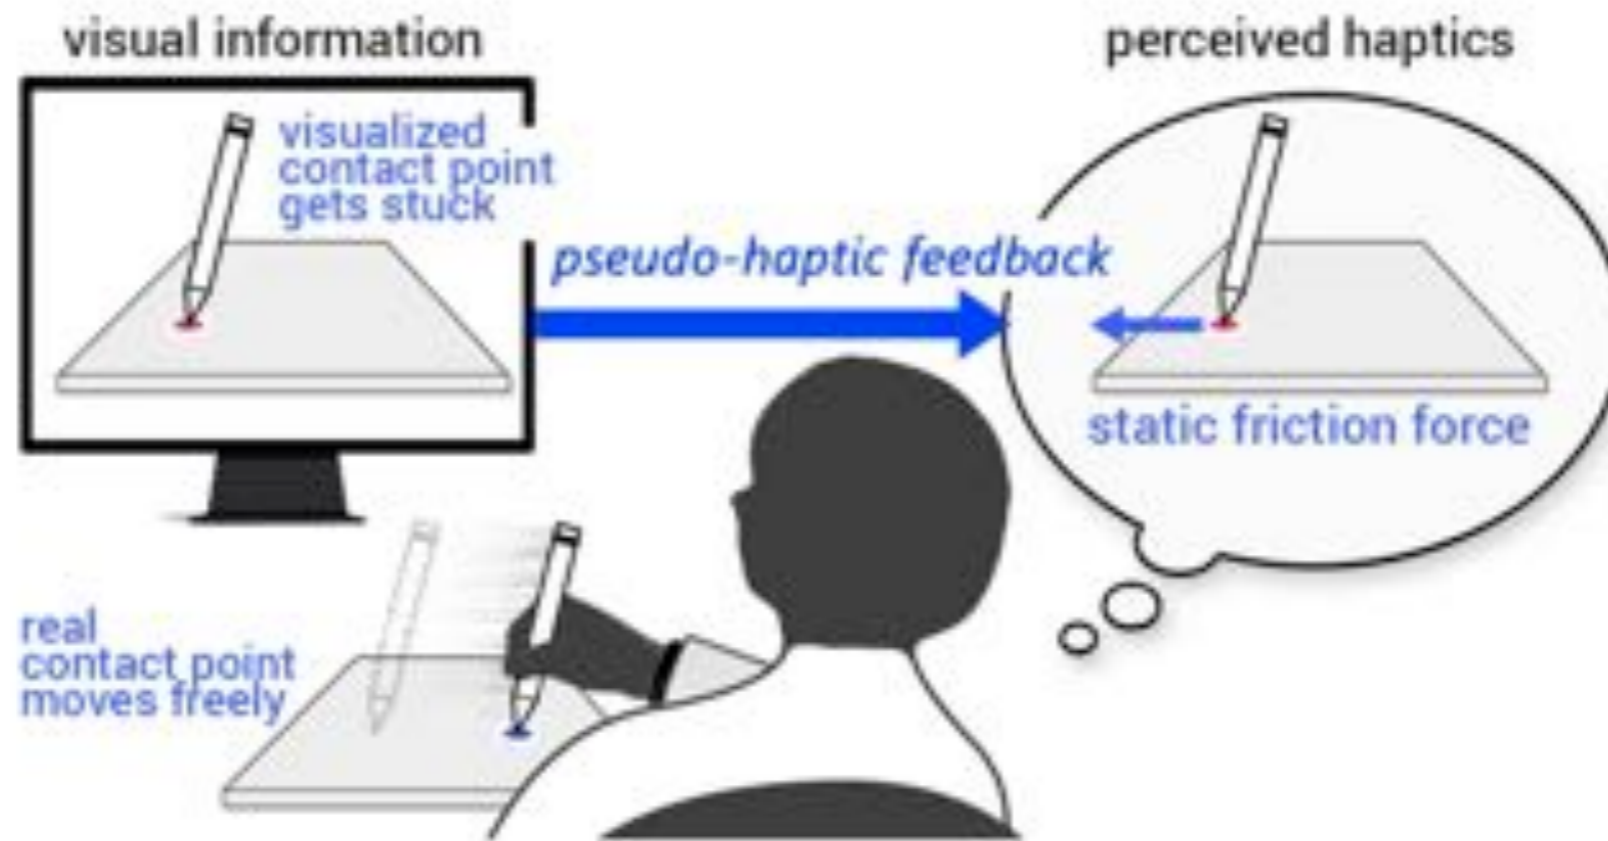 visual information
perceived haptics
visualized
contact point
gets stuck
pseudo-haptic feedback
static friction force
real
contact point
moves freely